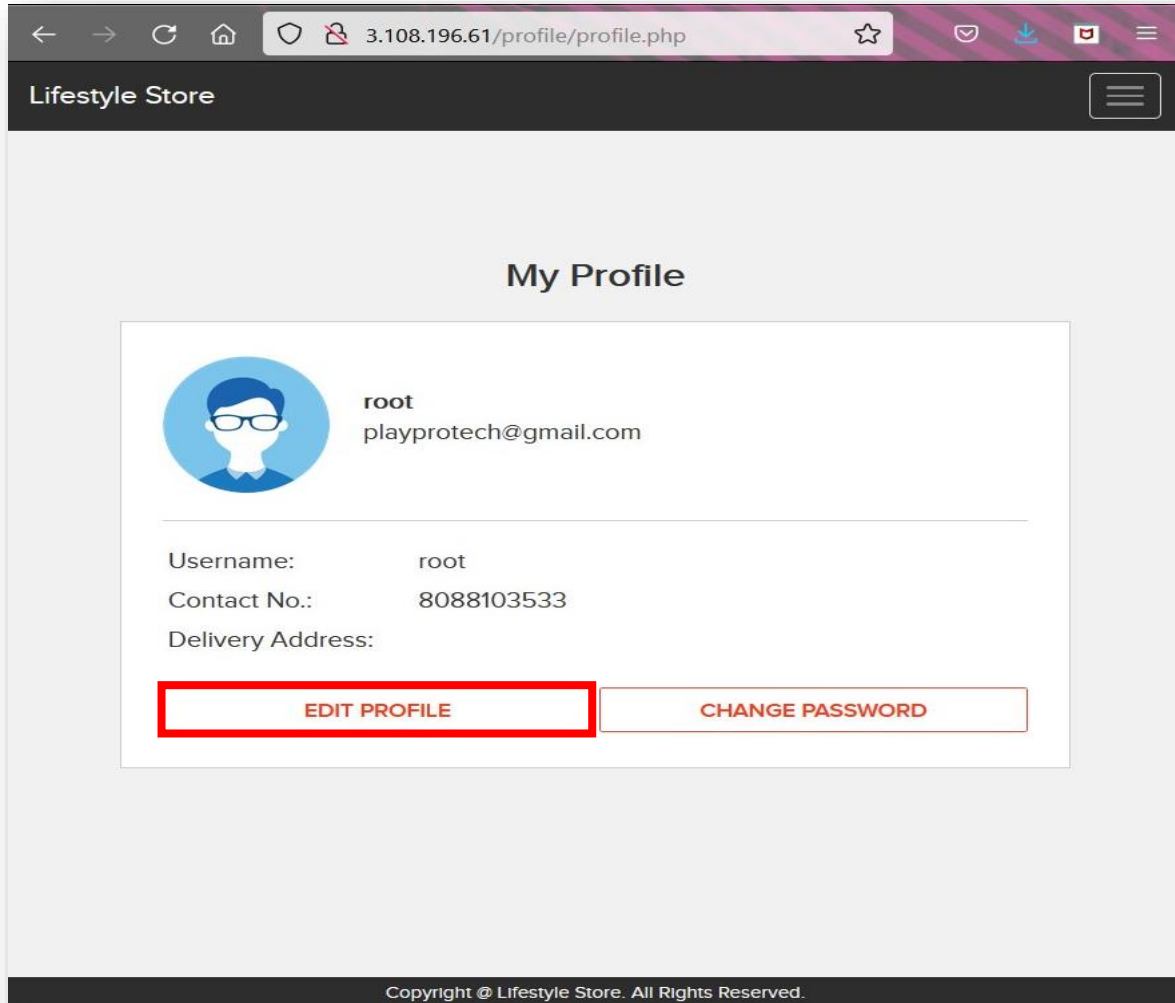 3.108.196.61/profile/profile.php
Lifestyle Store
My Profile
root
playprotech@gmail.com
Username: root
Contact No.: 8088103533
Delivery Address:
EDIT PROFILE CHANGE PASSWORD
Copyright @ Lifestyle Store. All Rights Reserved.